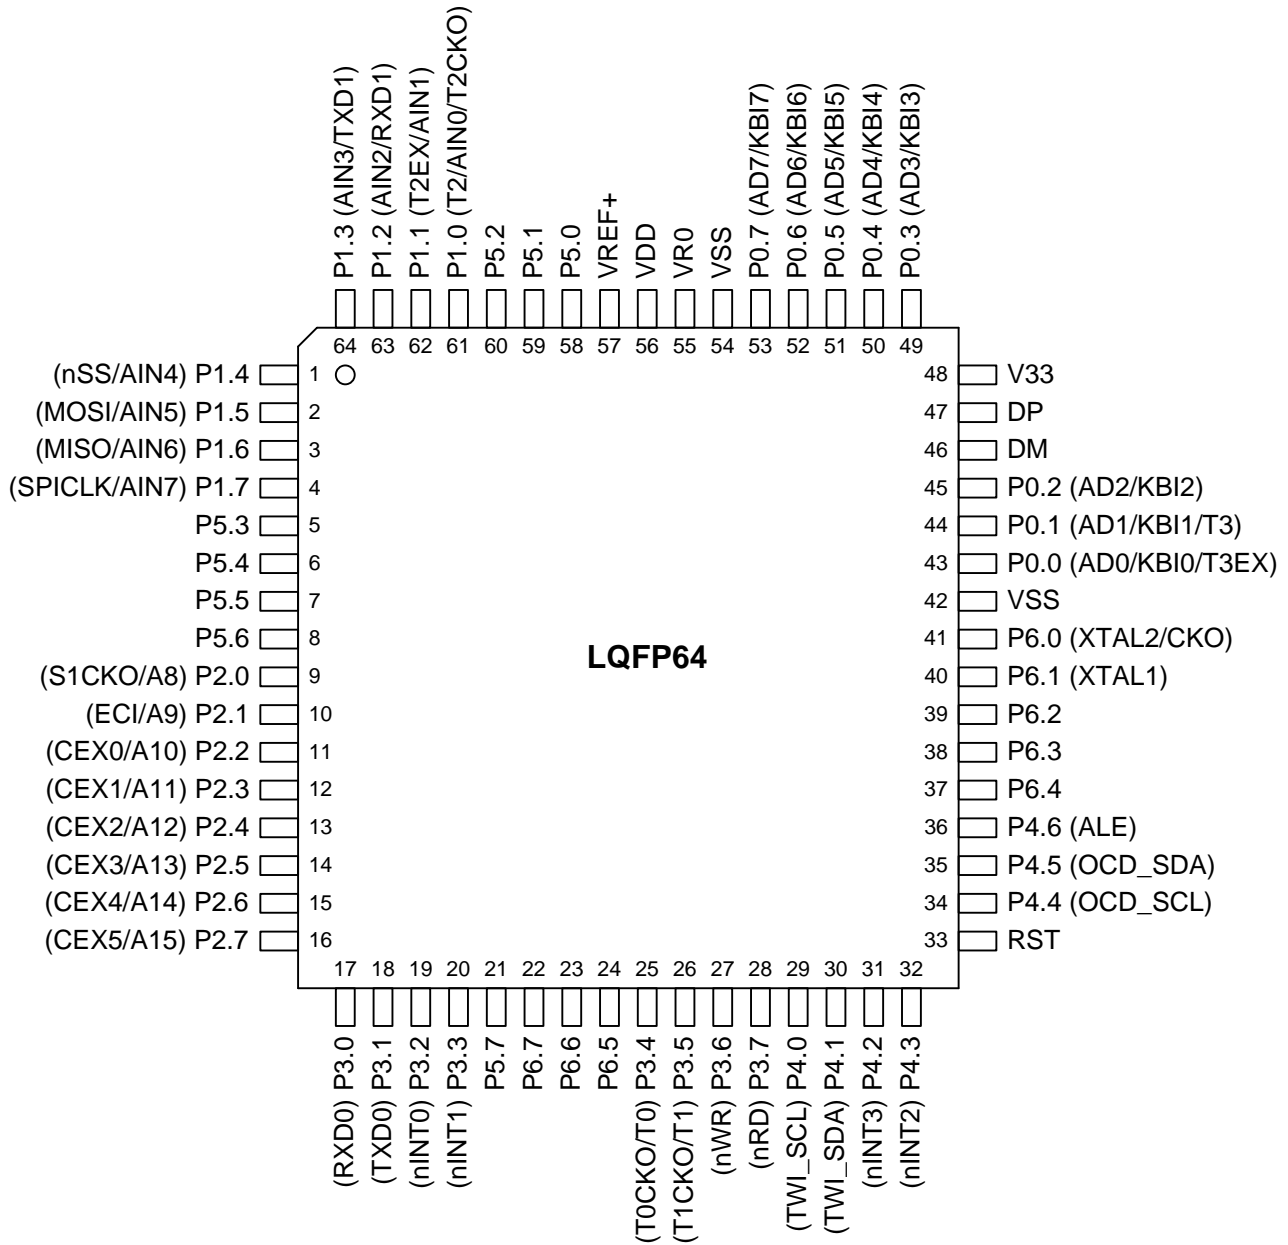 P1.3 (AIN3/TXD1)
P1.2 (AIN2/RXD1)
P1.1 (T2EX/AIN1)
P1.0 (T2/AIN0/T2CKO)
P5.2
P5.1
P5.0
VREF+
VDD
VR0
VSS
P0.7 (AD7/KBI7)
P0.6 (AD6/KBI6)
P0.5 (AD5/KBI5)
P0.4 (AD4/KBI4)
P0.3 (AD3/KBI3)
64 63 62 61 60 59 58 57 56 55 54 53 52 51 50 49
(nSS/AIN4) P1.4 1
(MOSI/AIN5) P1.5 2
(MISO/AIN6) P1.6 3
(SPICLK/AIN7) P1.7 4
P5.3 5
P5.4 6
P5.5 7
P5.6 8
(S1CKO/A8) P2.0 9
(ECI/A9) P2.1 10
(CEX0/A10) P2.2 11
(CEX1/A11) P2.3 12
(CEX2/A12) P2.4 13
(CEX3/A13) P2.5 14
(CEX4/A14) P2.6 15
(CEX5/A15) P2.7 16
LQFP64
48 V33
47 DP
46 DM
45 P0.2 (AD2/KBI2)
44 P0.1 (AD1/KBI1/T3)
43 P0.0 (AD0/KBI0/T3EX)
42 VSS
41 P6.0 (XTAL2/CKO)
40 P6.1 (XTAL1)
39 P6.2
38 P6.3
37 P6.4
36 P4.6 (ALE)
35 P4.5 (OCD_SDA)
34 P4.4 (OCD_SCL)
33 RST
17 18 19 20 21 22 23 24 25 26 27 28 29 30 31 32
(RXD0) P3.0
(TXD0) P3.1
(nINT0) P3.2
(nINT1) P3.3
P5.7
P6.7
P6.6
P6.5
(T0CKO/T0) P3.4
(T1CKO/T1) P3.5
(nWR) P3.6
(nRD) P3.7
(TWI_SCL) P4.0
(TWI_SDA) P4.1
(nINT3) P4.2
(nINT2) P4.3